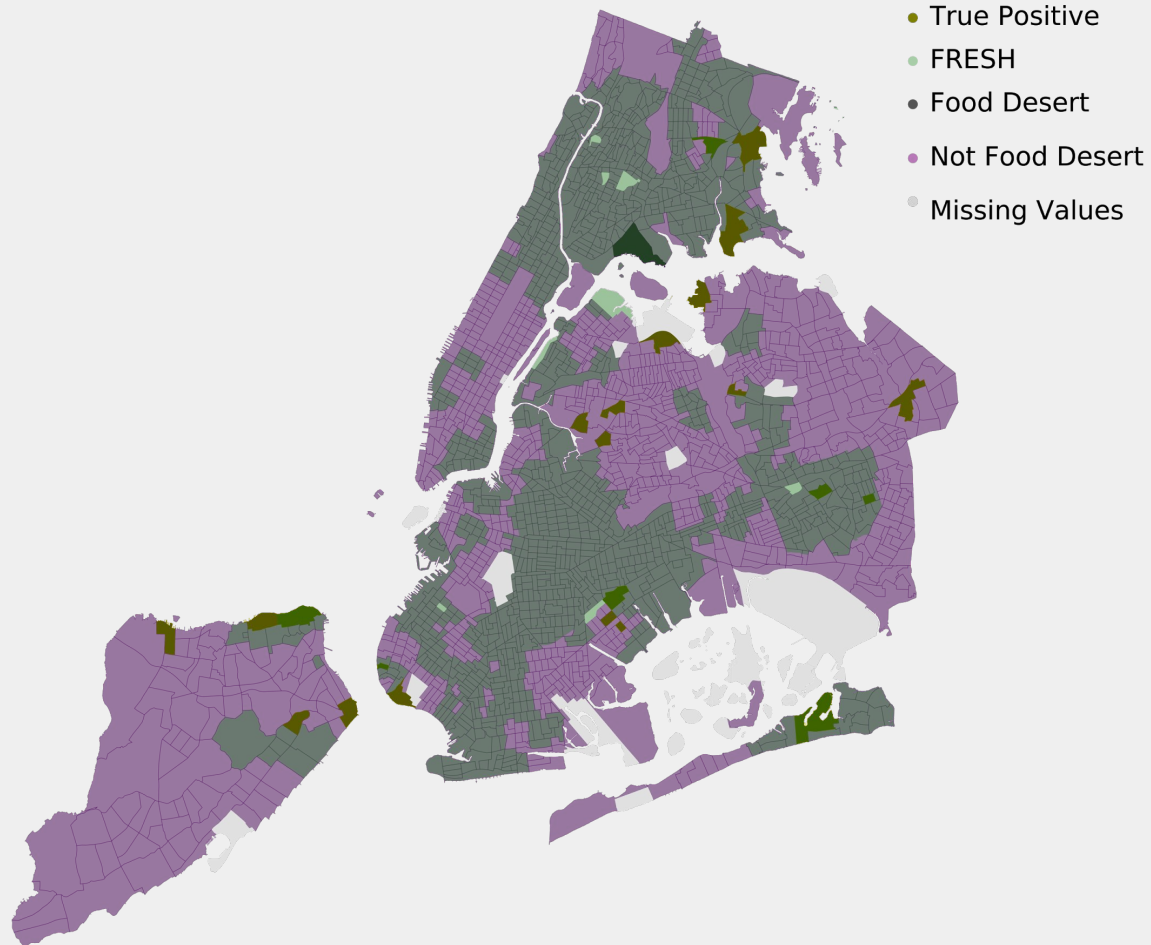 True Positive
FRESH
Food Desert
Not Food Desert
Missing Values